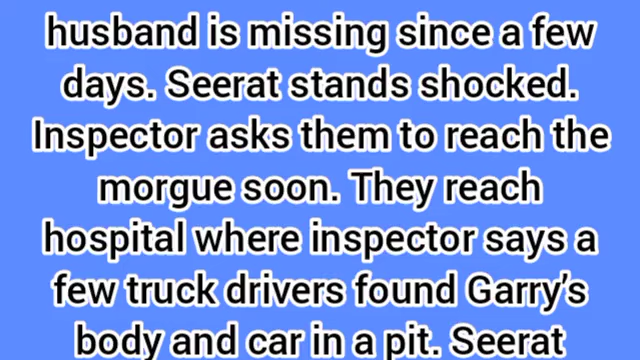 husband is missing since a few
days. Seerat stands shocked.
Inspector asks them to reach the
morgue soon. They reach
hospital where inspector says a
few truck drivers found Garry’s
body and car in a pit. Seerat